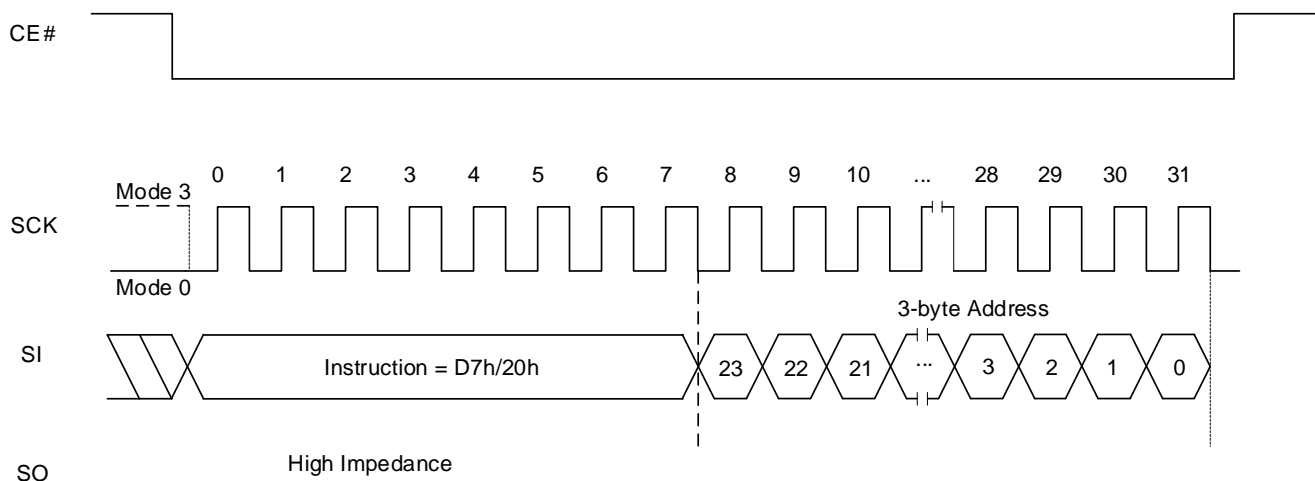 CE#
0 1 2 3 4 5 6 7 8 9 10 ... 28 29 30 31
Mode 3
SCK
Mode 0
3-byte Address
SI
Instruction = D7h/20h 23 22 21 ... 3 2 1 0
High Impedance
SO